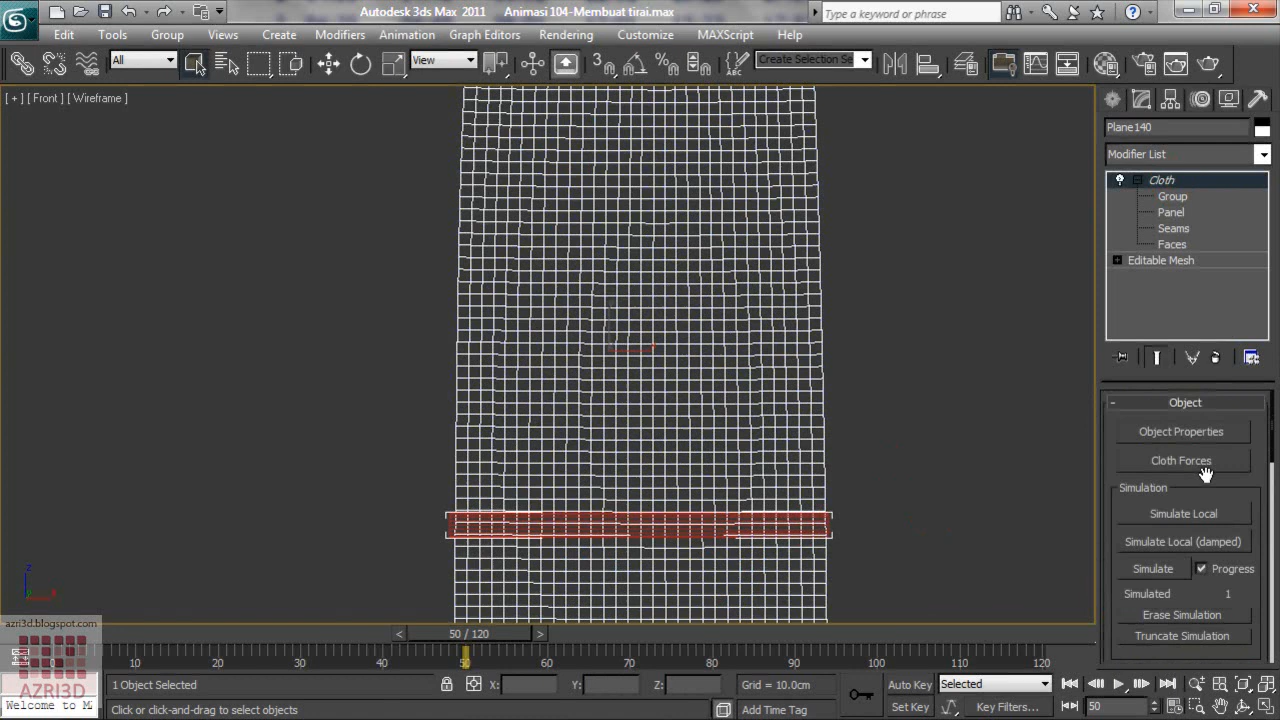 Autodesk 3ds Max 2011    Animasi 104-Membuat tirai.max
Type a keyword or phrase
Edit Tools Group Views Create Modifiers Animation Graph Editors Rendering Customize MAXScript Help
All
View
3
Create Selection Se
[ + ] [ Front ] [ Wireframe ]
Plane140
Modifier List
Cloth
Group
Panel
Seams
Faces
Editable Mesh
Object
Object Properties
Cloth Forces
Simulation
Simulate Local
Simulate Local (damped)
Simulate Progress
Simulated 1
Erase Simulation
Truncate Simulation
z
x
azri3d.blogspot.com
AZRI3D
< 50 / 120 >
0 10 20 30 40 50 60 70 80 90 100 110 120
1 Object Selected X: Y: Z: Grid = 10.0cm Auto Key Selected
Welcome to M Click or click-and-drag to select objects Add Time Tag Set Key Key Filters... 50